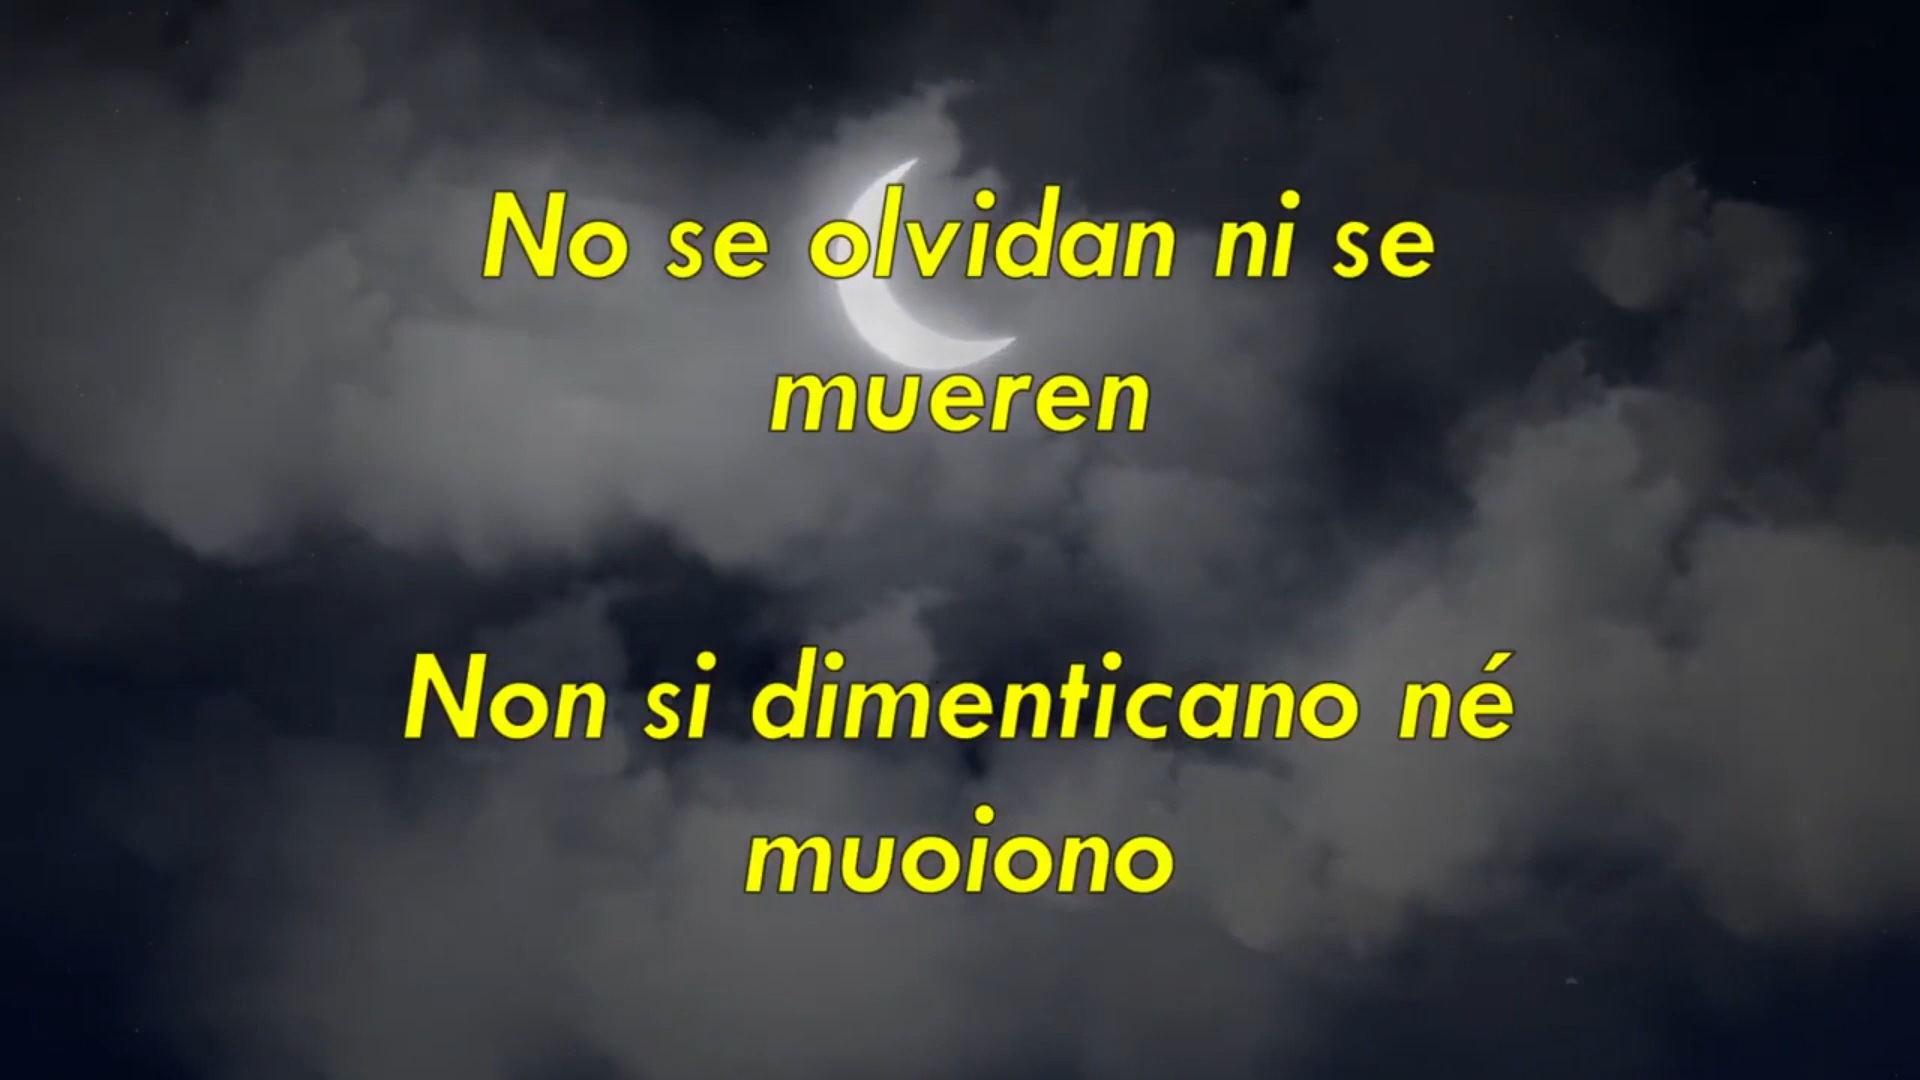 No se olvidan ni se
mueren
Non si dimenticano né
muoiono